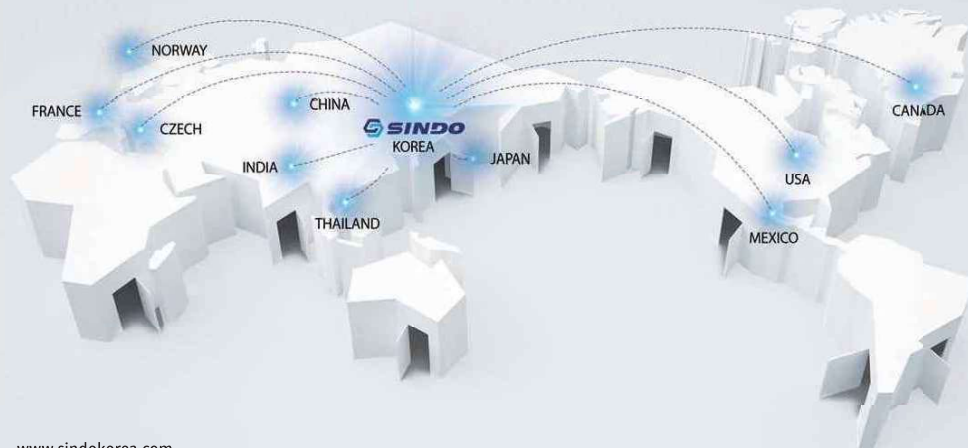 NORWAY
FRANCE
CZECH
CHINA
SINDO
KOREA
INDIA
JAPAN
THAILAND
CANADA
USA
MEXICO
www.sindokorea.com